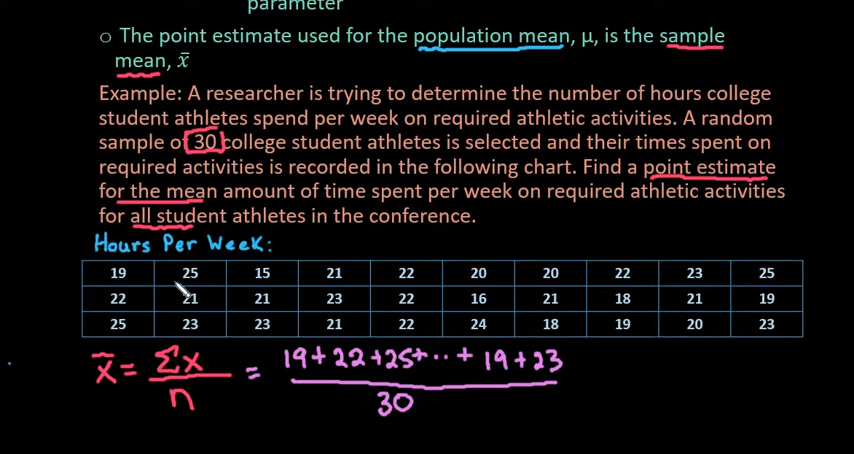 parameter
○ The point estimate used for the population mean, μ, is the sample
mean, x̄
Example: A researcher is trying to determine the number of hours college
student athletes spend per week on required athletic activities. A random
sample of 30 college student athletes is selected and their times spent on
required activities is recorded in the following chart. Find a point estimate
for the mean amount of time spent per week on required athletic activities
for all student athletes in the conference.
Hours Per Week:
19 25 15 21 22 20 20 22 23 25
22 21 21 23 22 16 21 18 21 19
25 23 23 21 22 24 18 19 20 23
x̄ = Σx / n = 19+22+25+··+ 19+23 / 30